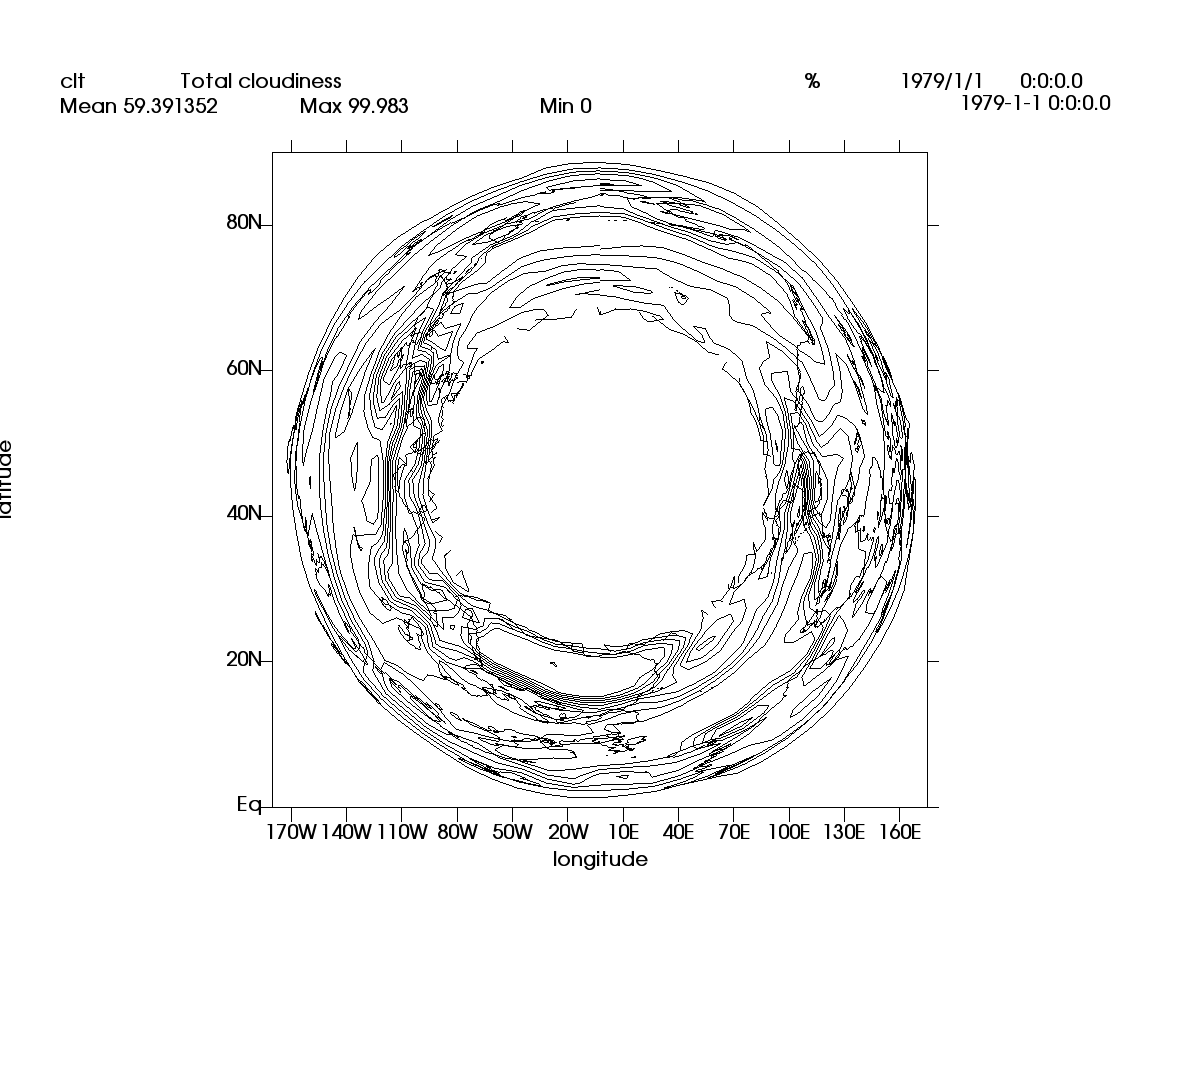 clt Total cloudiness % 1979/1/1 0:0:0.0
Mean 59.391352 Max 99.983 Min 0 1979-1-1 0:0:0.0
80N
60N
latitude
40N
20N
Eq
170W 140W 110W 80W 50W 20W 10E 40E 70E 100E 130E 160E
longitude